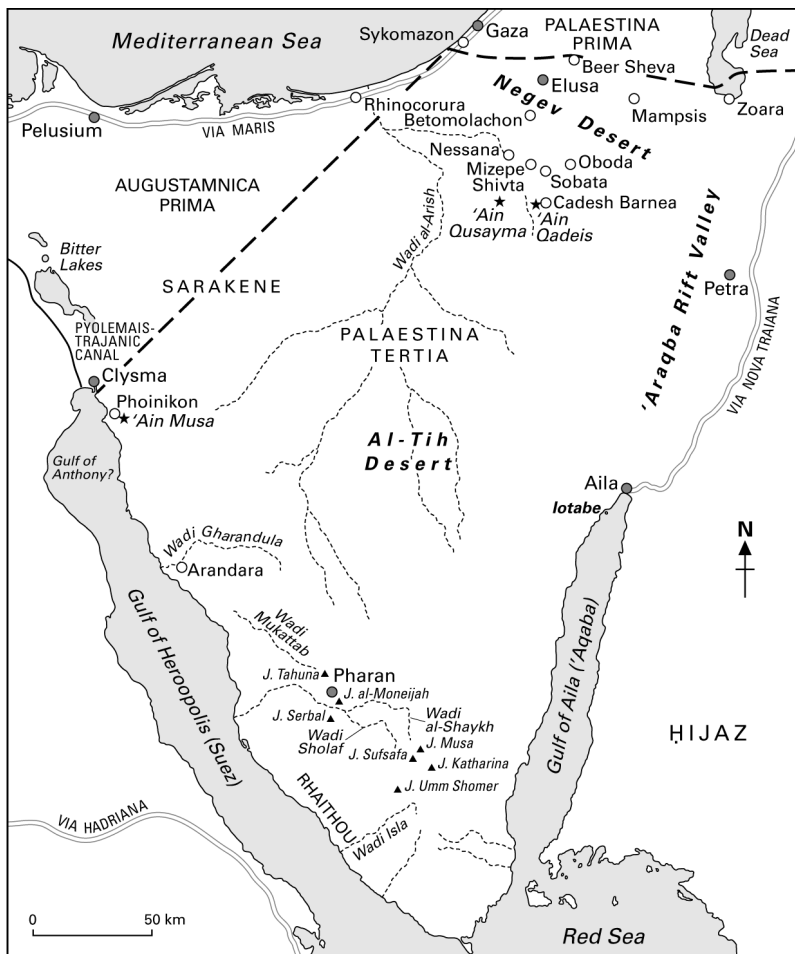 Mediterranean Sea
Sykomazon
Gaza
PALAESTINA
PRIMA
Dead
Sea
Beer Sheva
Elusa
Negev Desert
Rhinocorura
Betomolachon
Mampsis
Zoara
Pelusium
VIA MARIS
Nessana
Mizepe
Shivta
Oboda
Sobata
AUGUSTAMNICA
PRIMA
Cadesh Barnea
'Ain
Qusayma
'Ain
Qadeis
Wadi al-Arish
'Araqba Rift Valley
Bitter
Lakes
SARAKENE
Petra
PYOLEMAIS-
TRAJANIC
CANAL
PALAESTINA
TERTIA
VIA NOVA TRAIANA
Clysma
Phoinikon
'Ain Musa
Al-Tih
Desert
Gulf of
Anthony?
Aila
Iotabe
Wadi Gharandula
Arandara
N
Gulf of Heroopolis (Suez)
Wadi
Mukattab
Gulf of Aila ('Aqaba)
J. Tahuna
Pharan
J. al-Moneijah
J. Serbal
Wadi
al-Shaykh
Wadi
Sholaf
J. Musa
J. Sufsafa
J. Katharina
J. Umm Shomer
ḤIJAZ
RHAITHOU
Wadi Isla
VIA HADRIANA
0
50 km
Red Sea